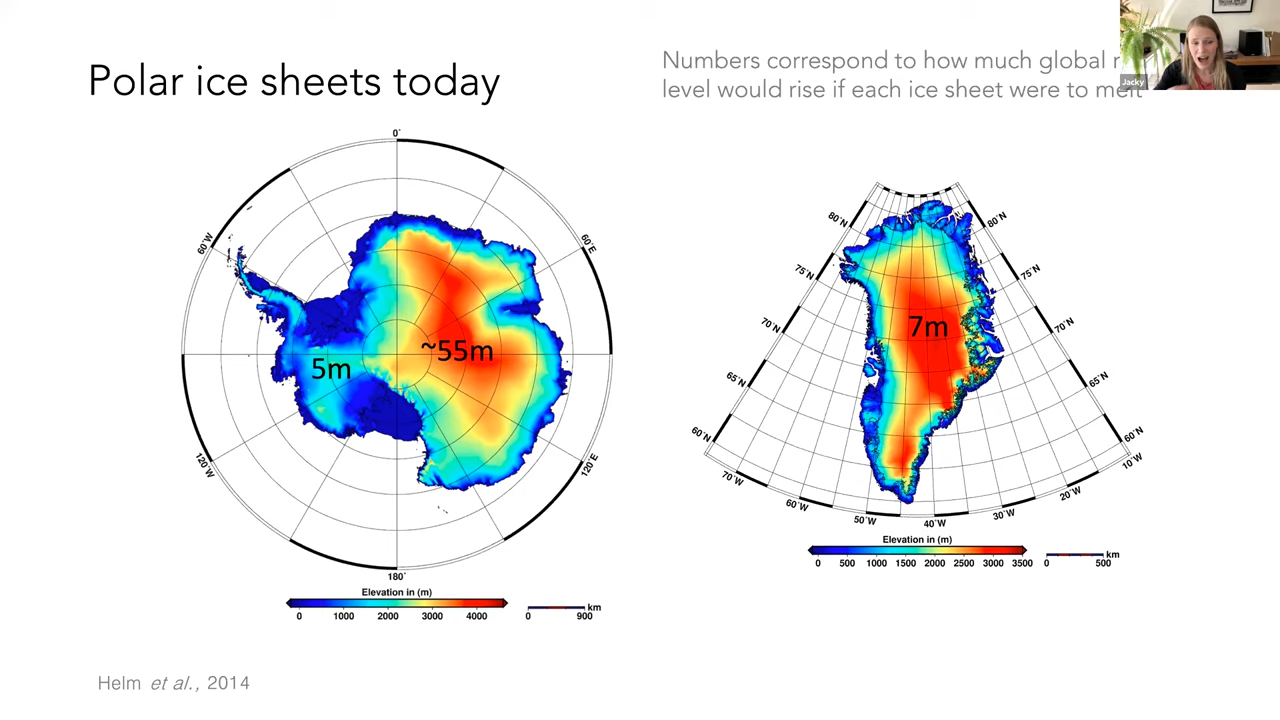 Polar ice sheets today
Numbers correspond to how much global
level would rise if each ice sheet were to melt
Jacky
0°
60°W
60°E
~55m
5m
120°W
120°E
180°
Elevation in (m)
0 1000 2000 3000 4000
km
0 900
80°N
80°N
75°N
75°N
7m
70°N
70°N
65°N
65°N
60°N
60°N
70°W
60°W
50°W
40°W
30°W
20°W
10°W
Elevation in (m)
0 500 1000 1500 2000 2500 3000 3500
km
0 500
Helm et al., 2014